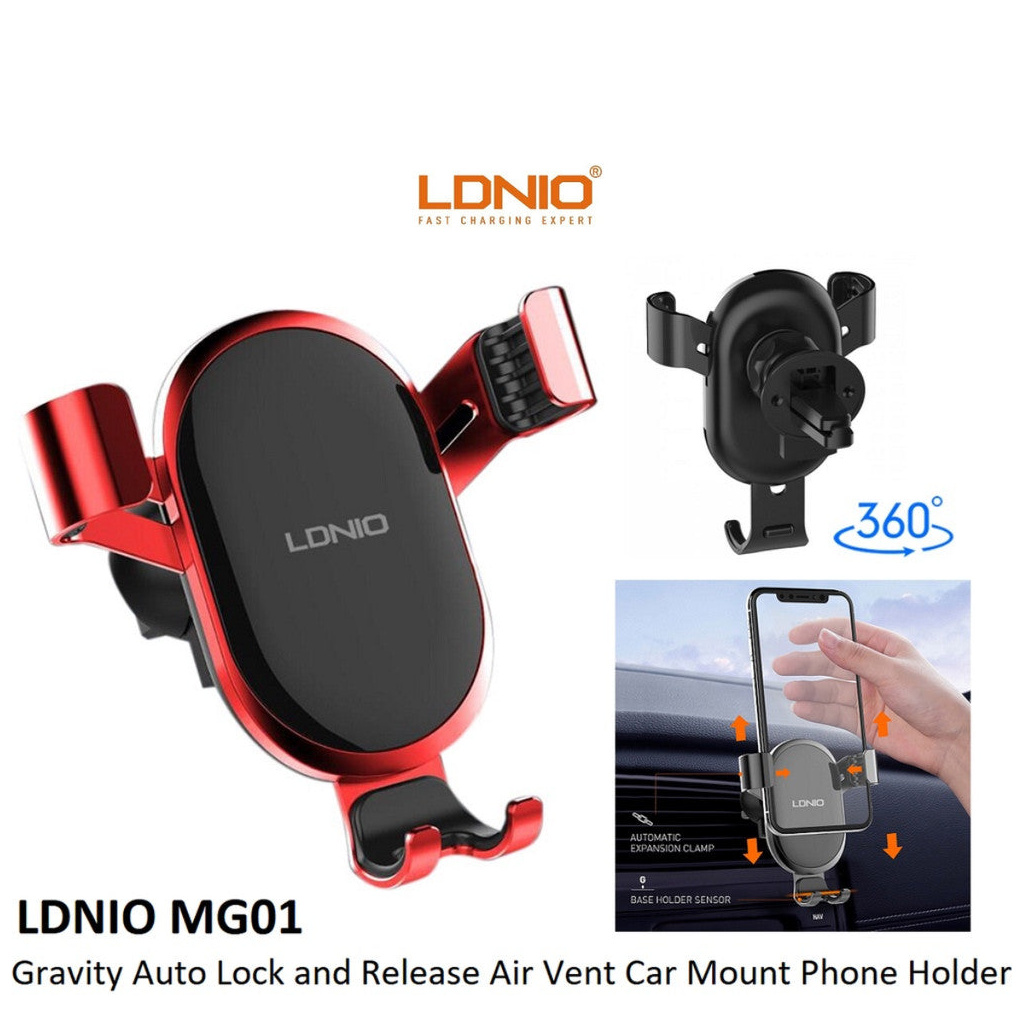 LDNIO®
FAST CHARGING EXPERT
LDNIO
360°
AUTOMATIC
EXPANSION CLAMP
LDNIO
G
BASE HOLDER SENSOR
NAV
LDNIO MG01
Gravity Auto Lock and Release Air Vent Car Mount Phone Holder